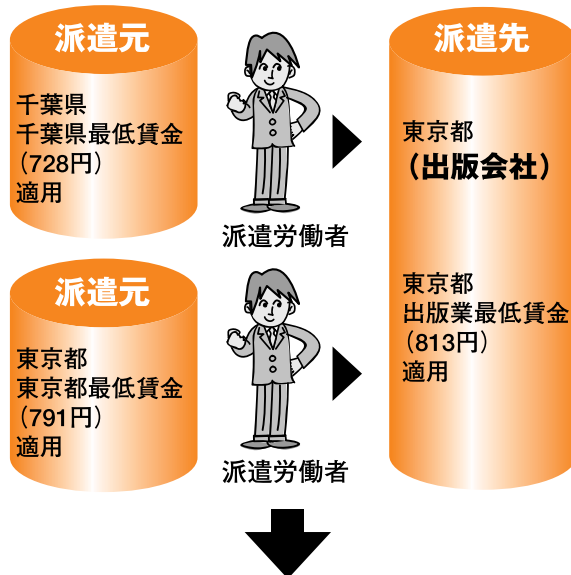 派遣元
千葉県
千葉県最低賃金
（728円）
適用
派遣労働者
派遣元
東京都
東京都最低賃金
（791円）
適用
派遣労働者
派遣先
東京都
（出版会社）
東京都
出版業最低賃金
（813円）
適用